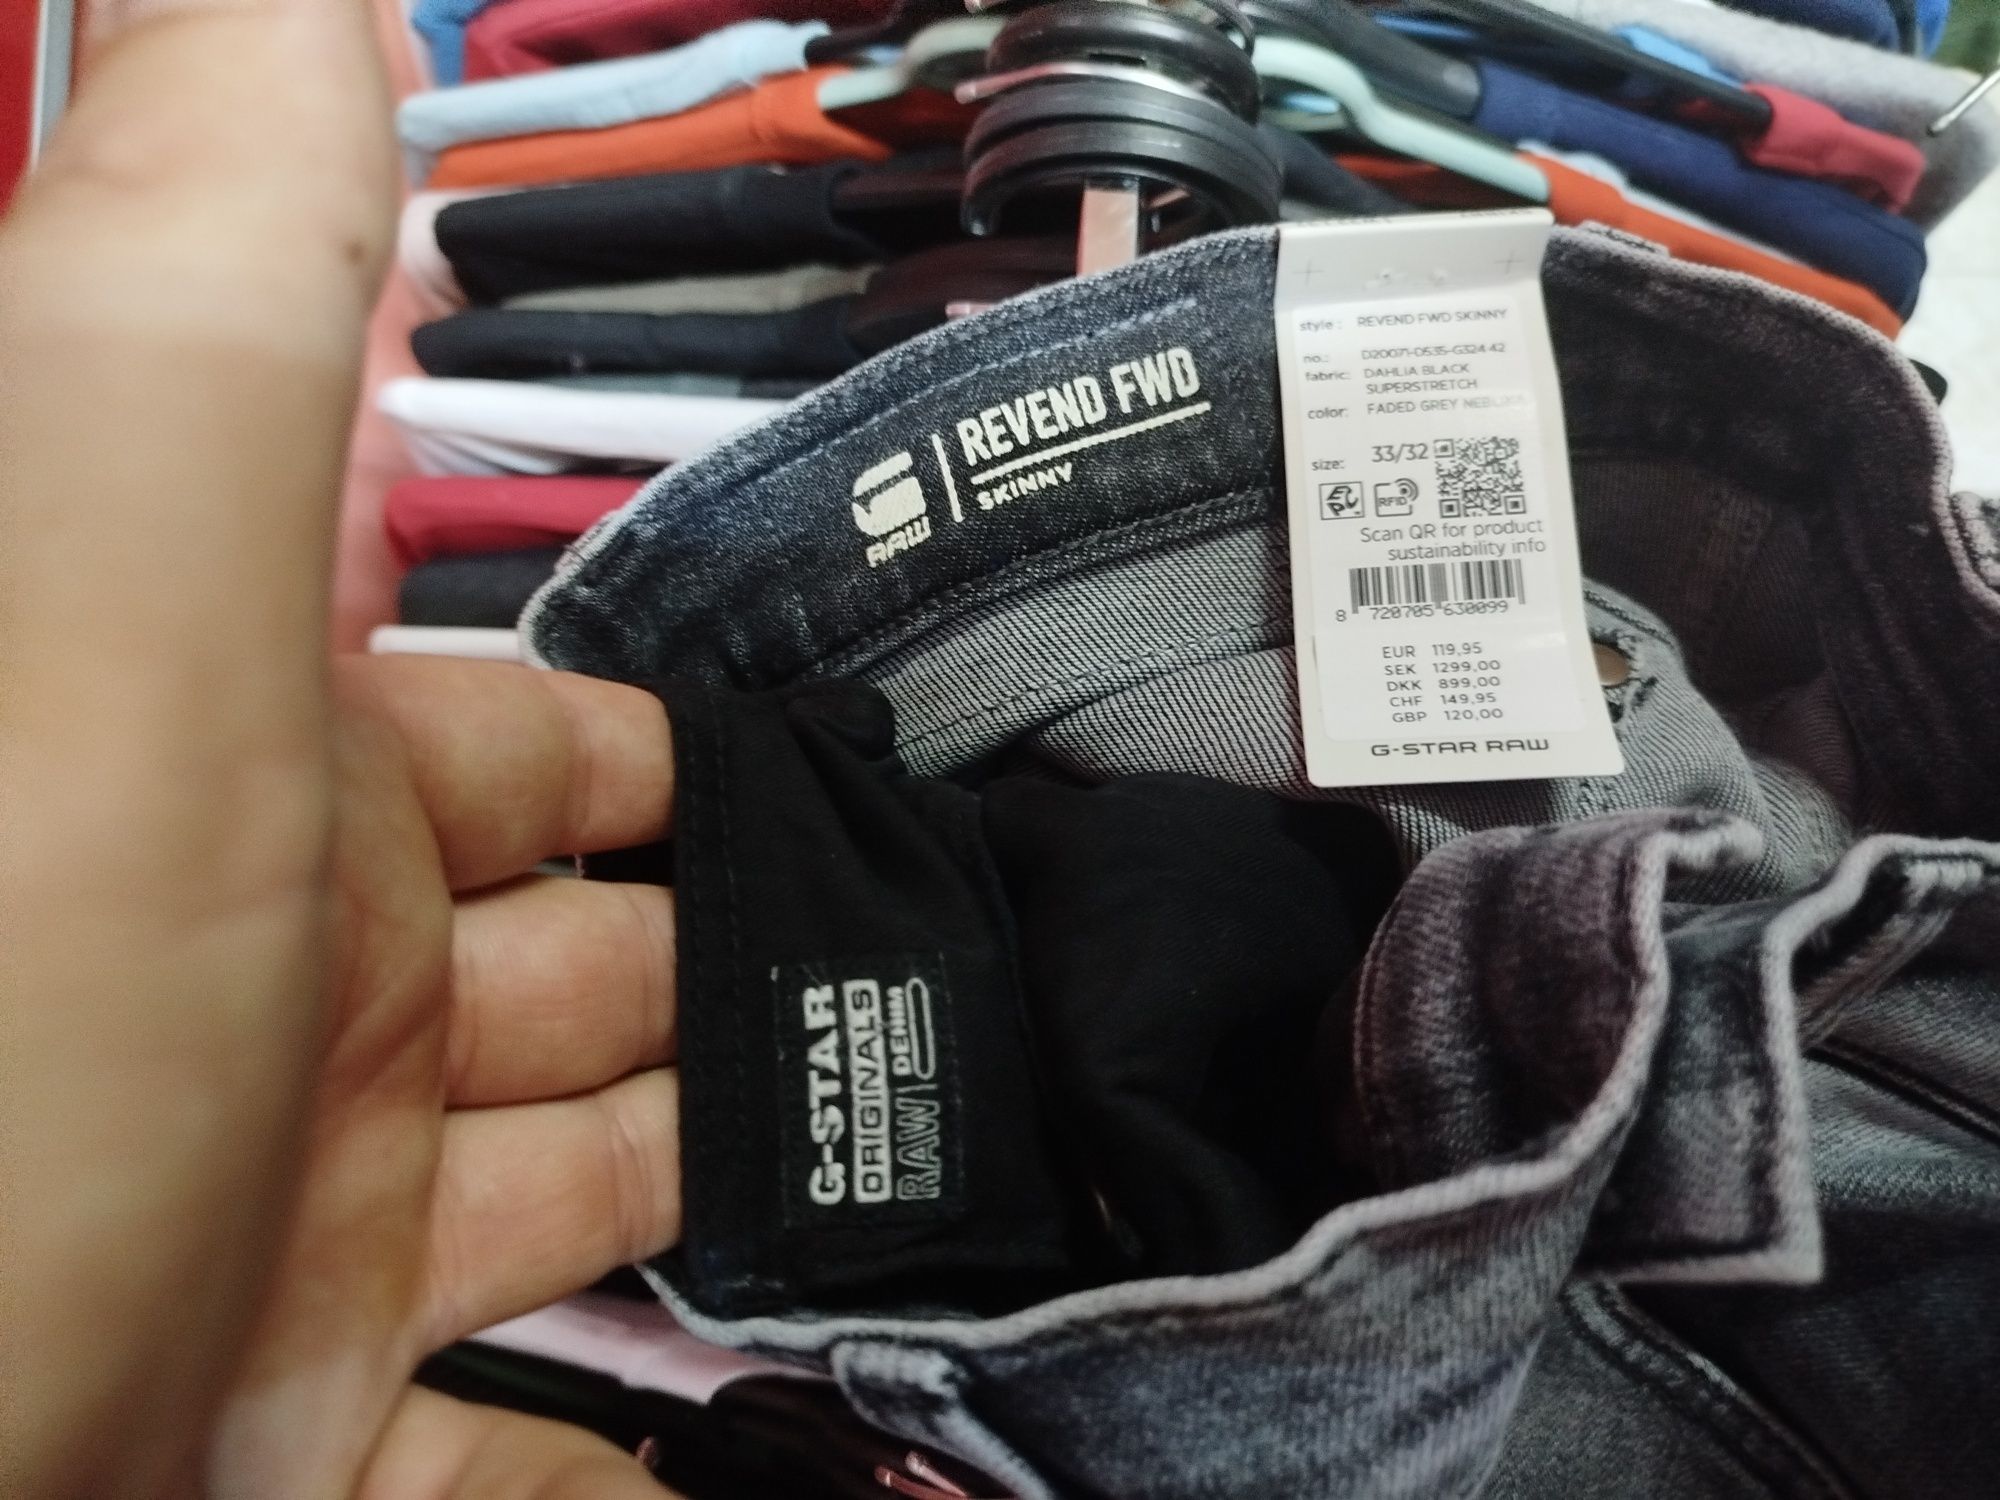 REVEND FWD
SKINNY
RAW
style: REVEND FWD SKINNY
no.: D20071-D535-G324 42
fabric: DAHLIA BLACK
SUPERSTRETCH
color: FADED GREY
size: 33/32
RFID
Scan QR for product
sustainability info
8 720705 630099
EUR 119,95
SEK 1299,00
DKK 899,00
CHF 149,95
GBP 120,00
G-STAR RAW
G-STAR
ORIGINALS
RAW DENIM